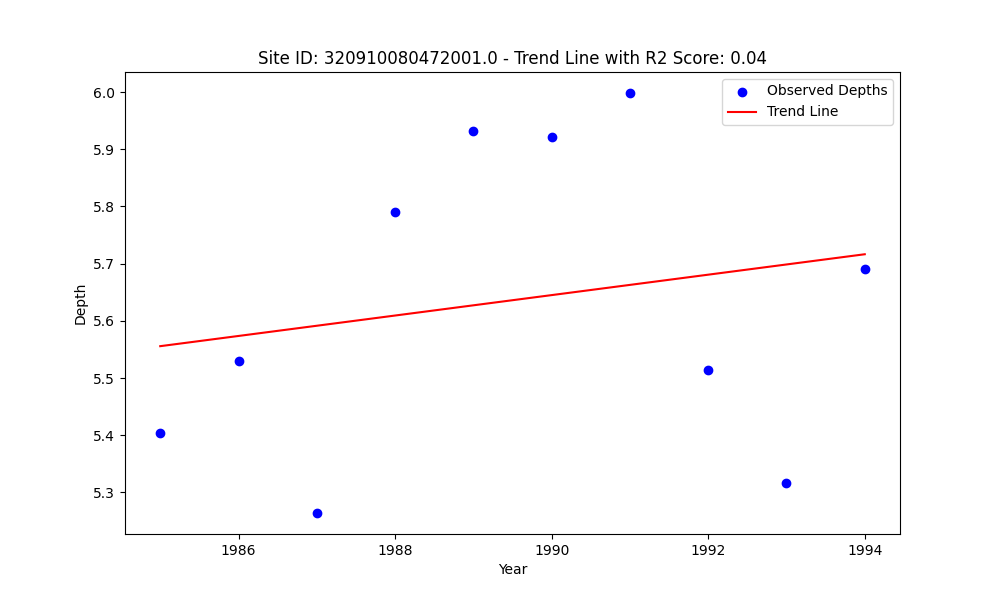 Site ID: 320910080472001.0 - Trend Line with R2 Score: 0.04
Observed Depths
Trend Line
6.0
5.9
5.8
5.7
5.6
5.5
5.4
5.3
Depth
1986
1988
1990
1992
1994
Year